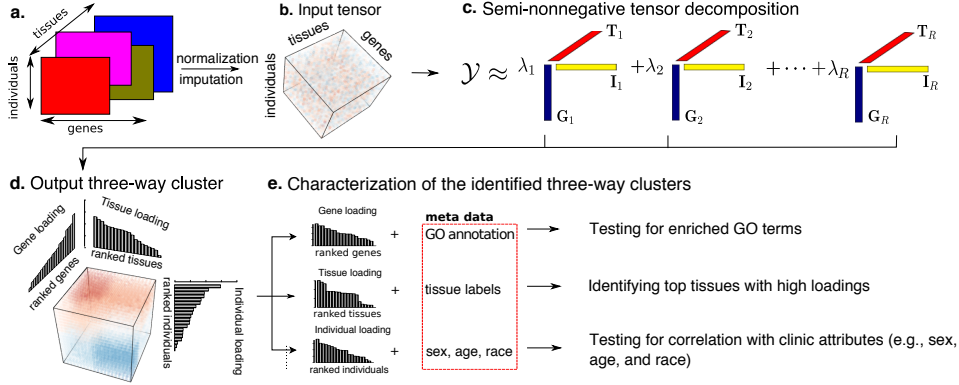 a.
tissues
individuals
genes
normalization
imputation
b. Input tensor
tissues
genes
individuals
c. Semi-nonnegative tensor decomposition
𝒴 ≈ λ₁ T₁ I₁ G₁
+λ₂ T₂ I₂ G₂
+ ··· +λ_R T_R I_R G_R
d. Output three-way cluster
Gene loading
ranked genes
Tissue loading
ranked tissues
ranked individuals
Individual loading
e. Characterization of the identified three-way clusters
meta data
Gene loading
ranked genes
+
GO annotation
Testing for enriched GO terms
Tissue loading
ranked tissues
+
tissue labels
Identifying top tissues with high loadings
Individual loading
ranked individuals
+
sex, age, race
Testing for correlation with clinic attributes (e.g., sex,
age, and race)